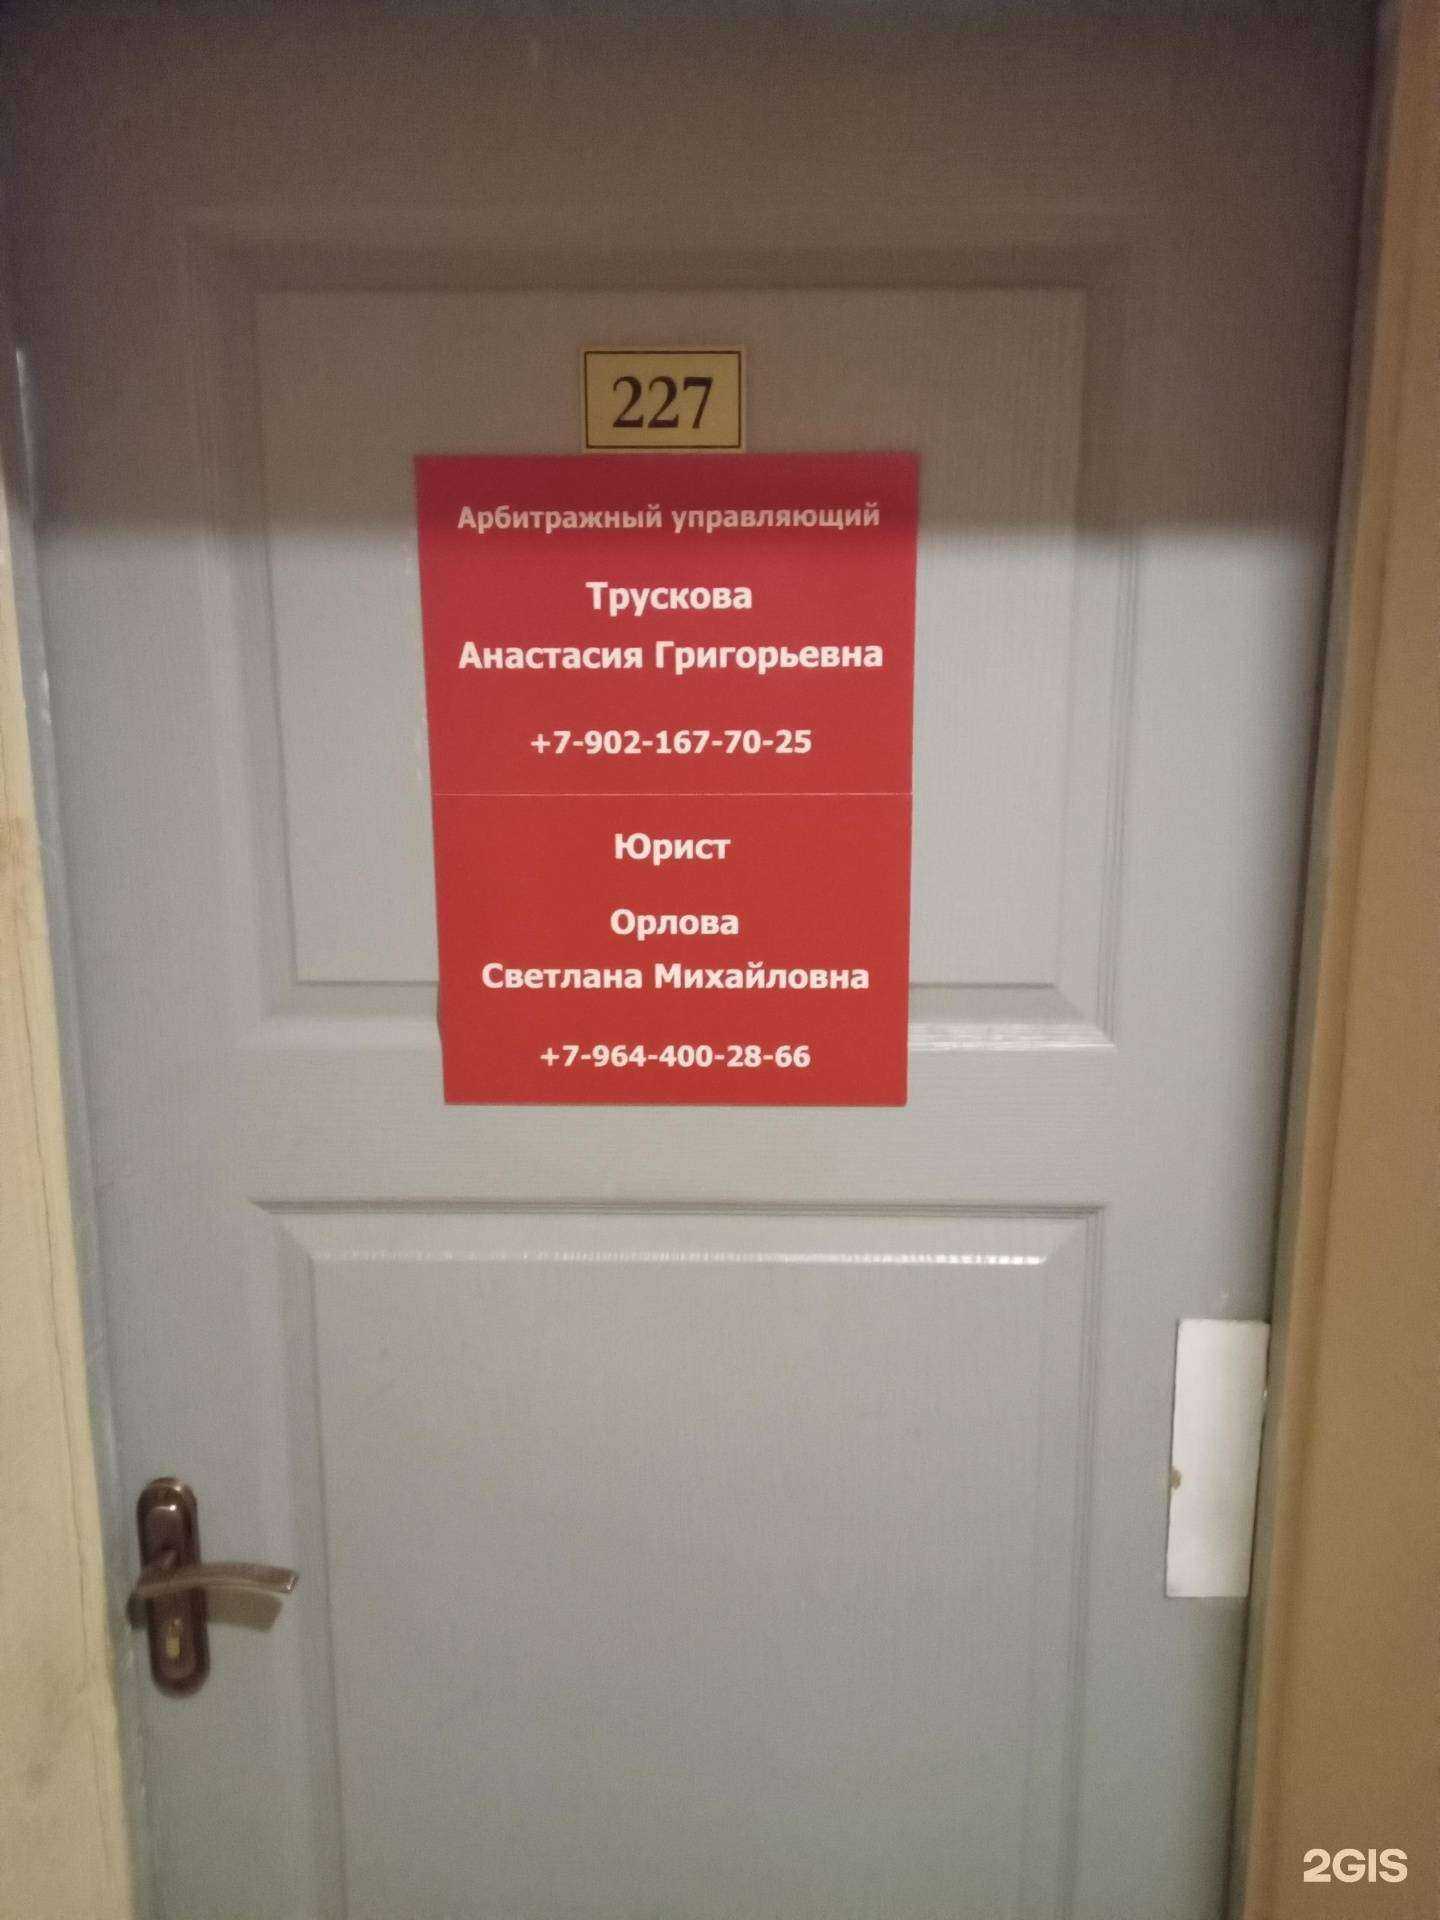 227
Арбитражный управляющий
Трускова
Анастасия Григорьевна
+7-902-167-70-25
Юрист
Орлова
Светлана Михайловна
+7-964-400-28-66
2GIS